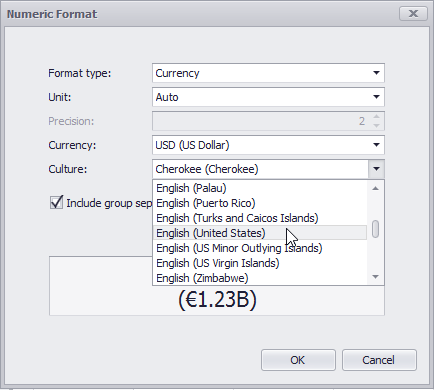 Numeric Format
Format type: Currency
Unit: Auto
Precision: 2
Currency: USD (US Dollar)
Culture: Cherokee (Cherokee)
Include group sep
English (Palau)
English (Puerto Rico)
English (Turks and Caicos Islands)
English (United States)
English (US Minor Outlying Islands)
English (US Virgin Islands)
English (Zimbabwe)
(€1.23B)
OK Cancel